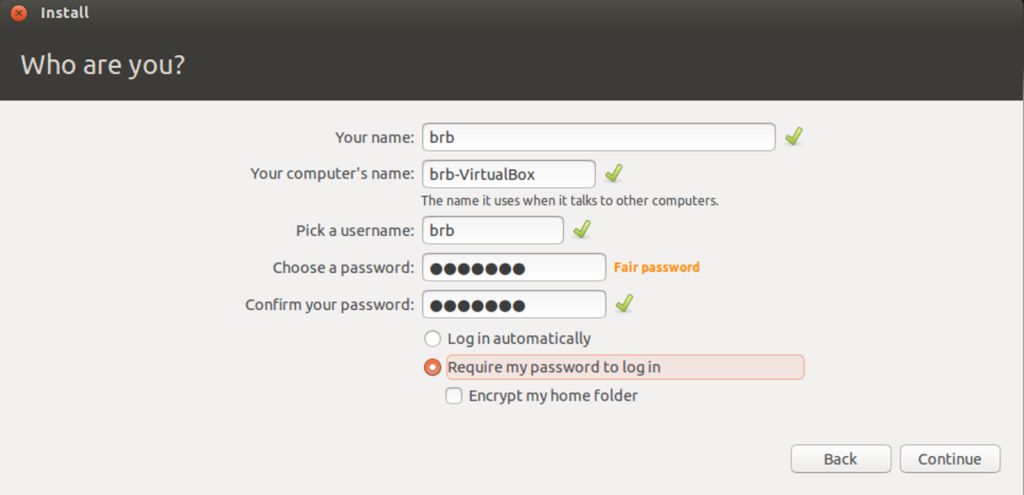 Install
Who are you?
Your name: brb
Your computer's name: brb-VirtualBox
The name it uses when it talks to other computers.
Pick a username: brb
Choose a password: ●●●●●●● Fair password
Confirm your password: ●●●●●●●
Log in automatically
Require my password to log in
Encrypt my home folder
Back Continue